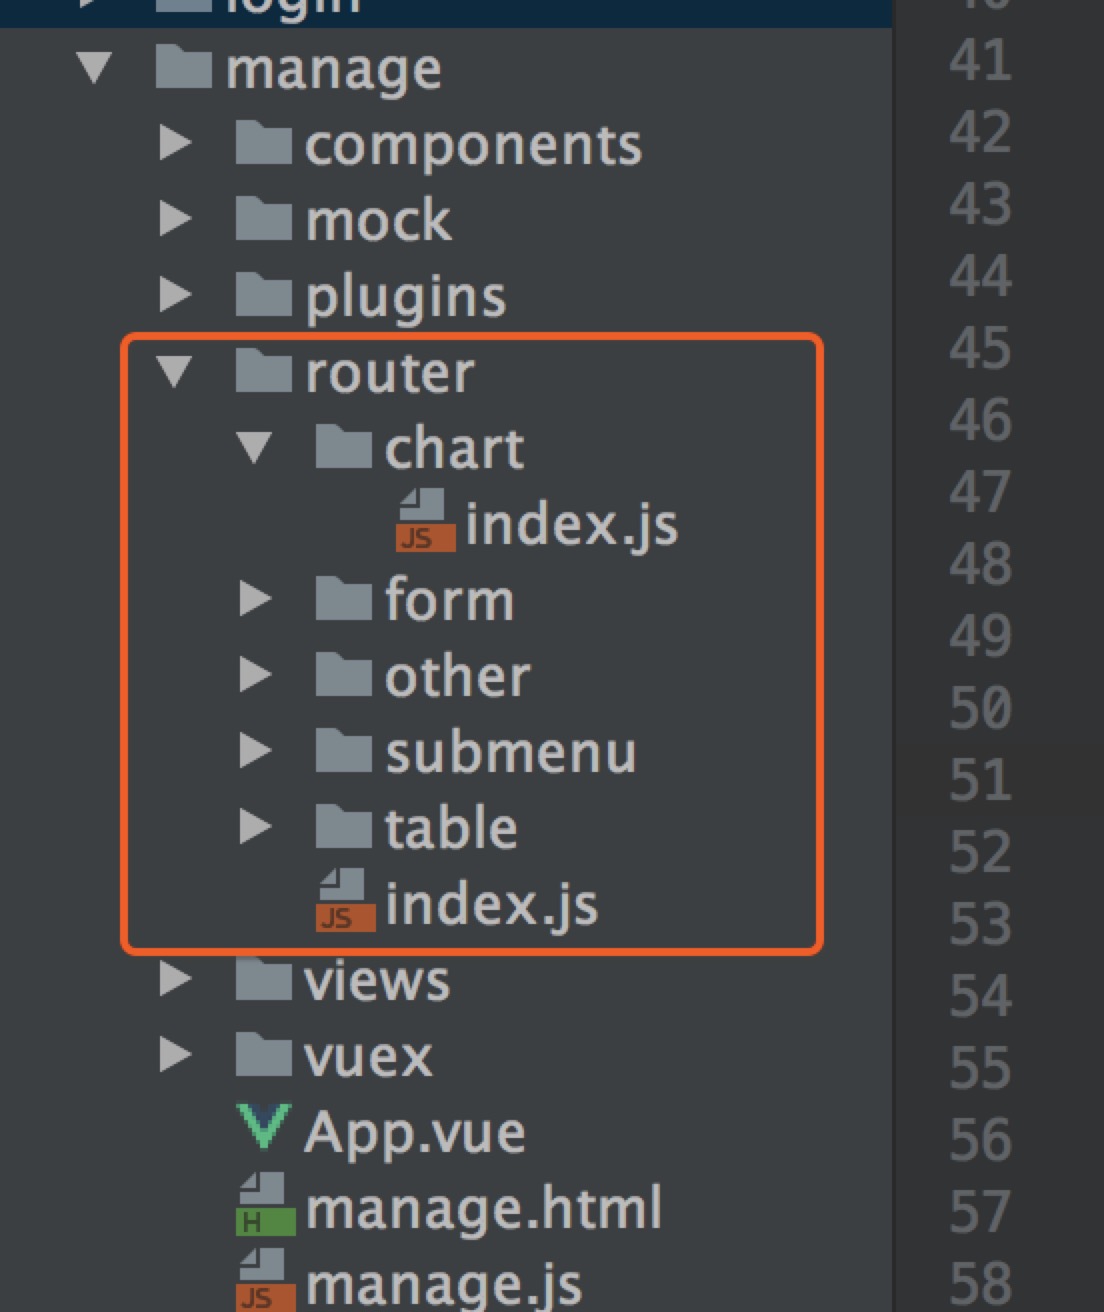 login
manage
components
mock
plugins
router
chart
JS index.js
form
other
submenu
table
JS index.js
views
vuex
App.vue
H manage.html
JS manage.js
40
41
42
43
44
45
46
47
48
49
50
51
52
53
54
55
56
57
58